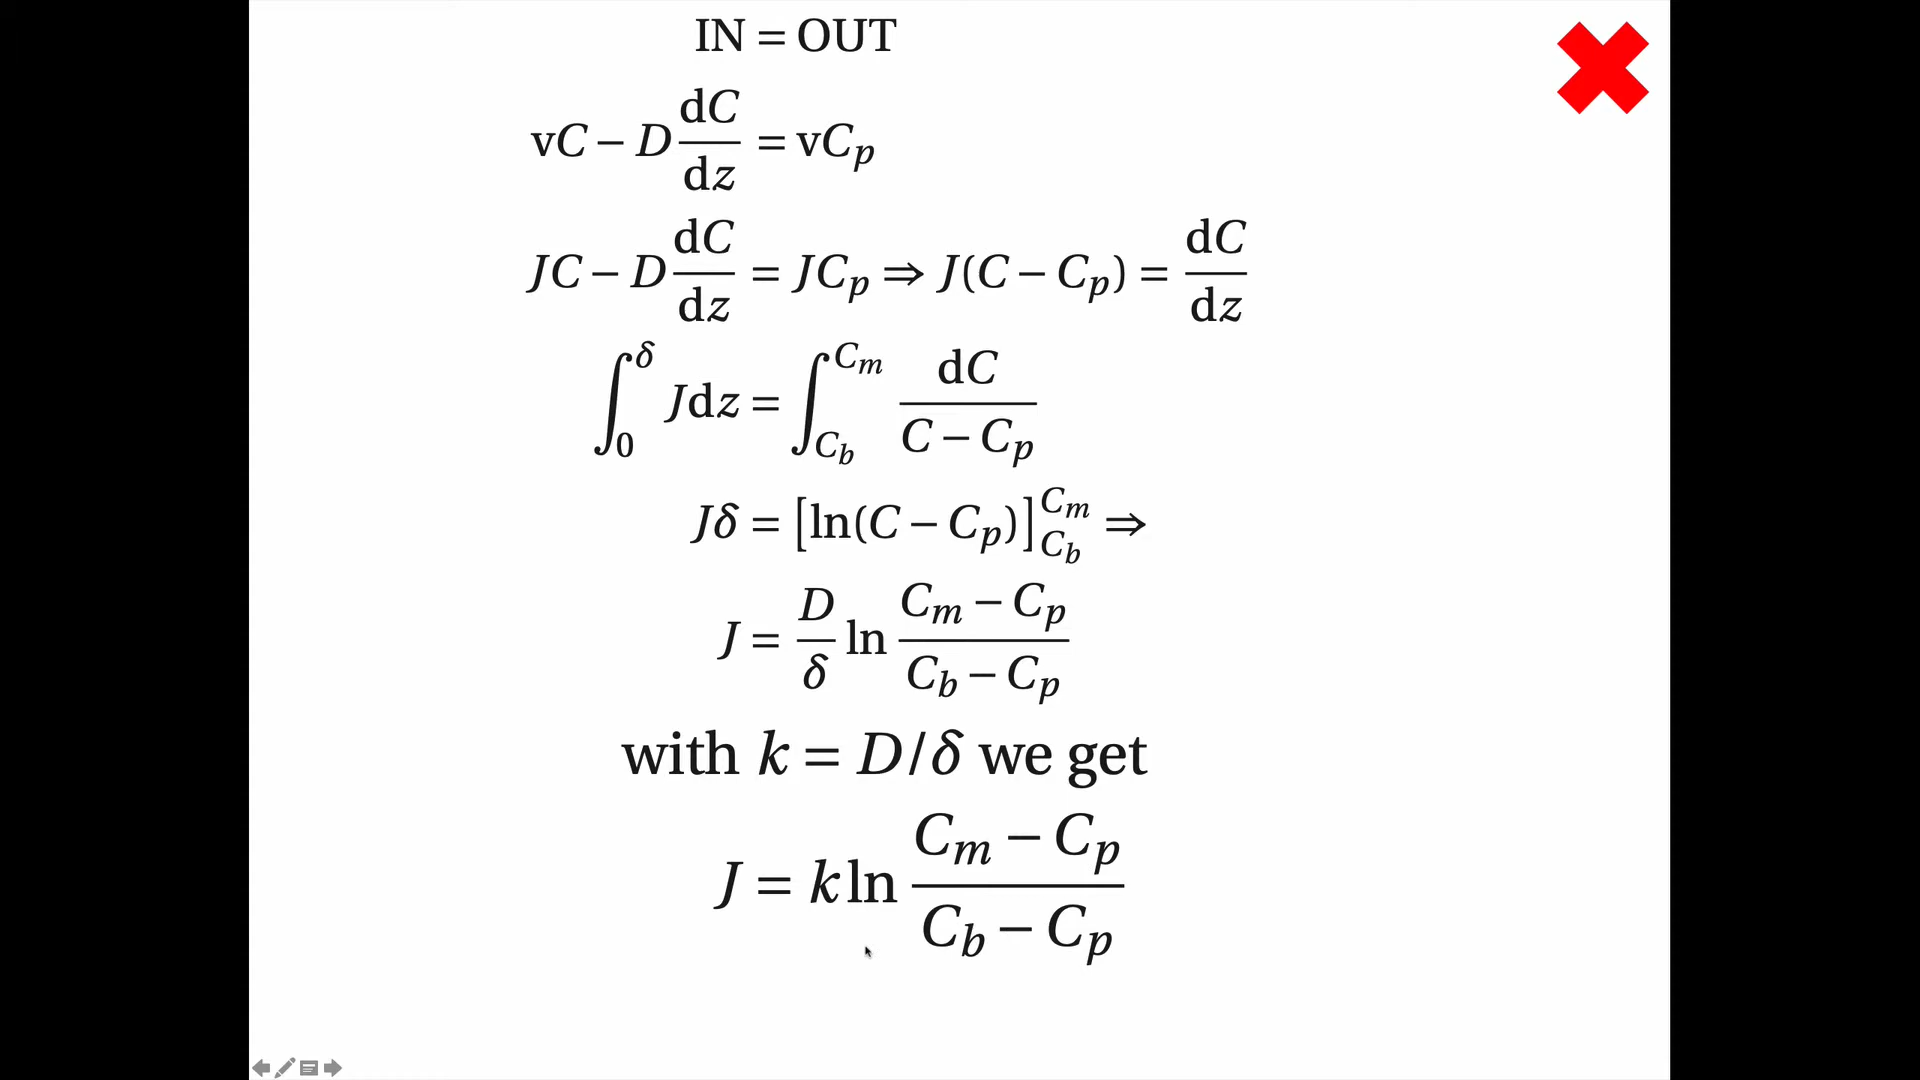 IN = OUT
vC − D dC/dz = vC_p
JC − D dC/dz = JC_p ⇒ J(C − C_p) = dC/dz
∫_0^δ Jdz = ∫_{C_b}^{C_m} dC/(C − C_p)
Jδ = [ln(C − C_p)]_{C_b}^{C_m} ⇒
J = D/δ ln (C_m − C_p)/(C_b − C_p)
with k = D/δ we get
J = k ln (C_m − C_p)/(C_b − C_p)